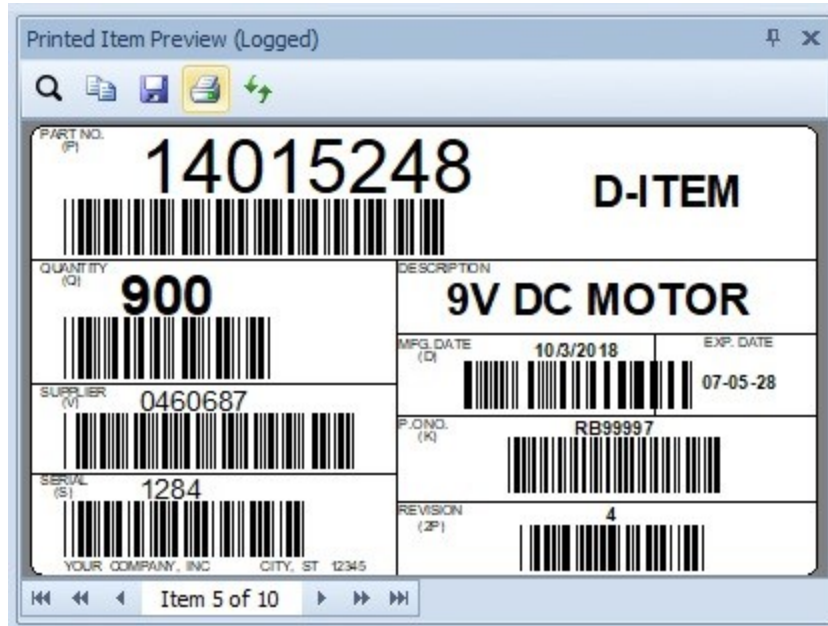 Printed Item Preview (Logged)
PART NO.
(P)
14015248
D-ITEM
QUANTITY
(Q)
900
DESCRIPTION
9V DC MOTOR
MFG. DATE
(D)
10/3/2018
EXP. DATE
07-05-28
SUPPLIER
(V)
0460687
P.ONO.
(K)
RB99997
SERIAL
(S)
1284
REVISION
(2P)
4
YOUR COMPANY, INC CITY, ST 12345
Item 5 of 10